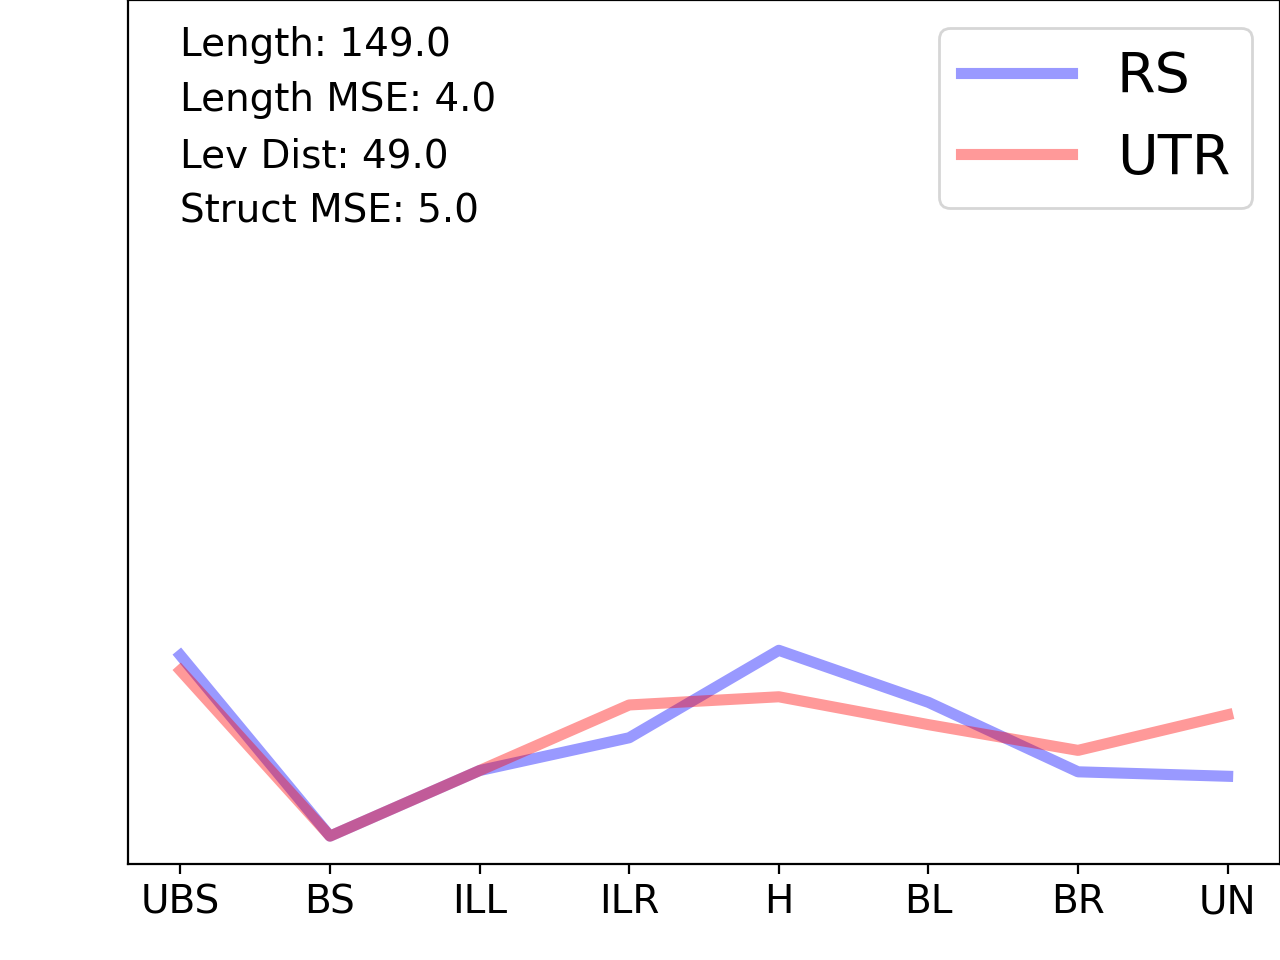 Length: 149.0
Length MSE: 4.0
Lev Dist: 49.0
Struct MSE: 5.0
RS
UTR
UBS BS ILL ILR H BL BR UN